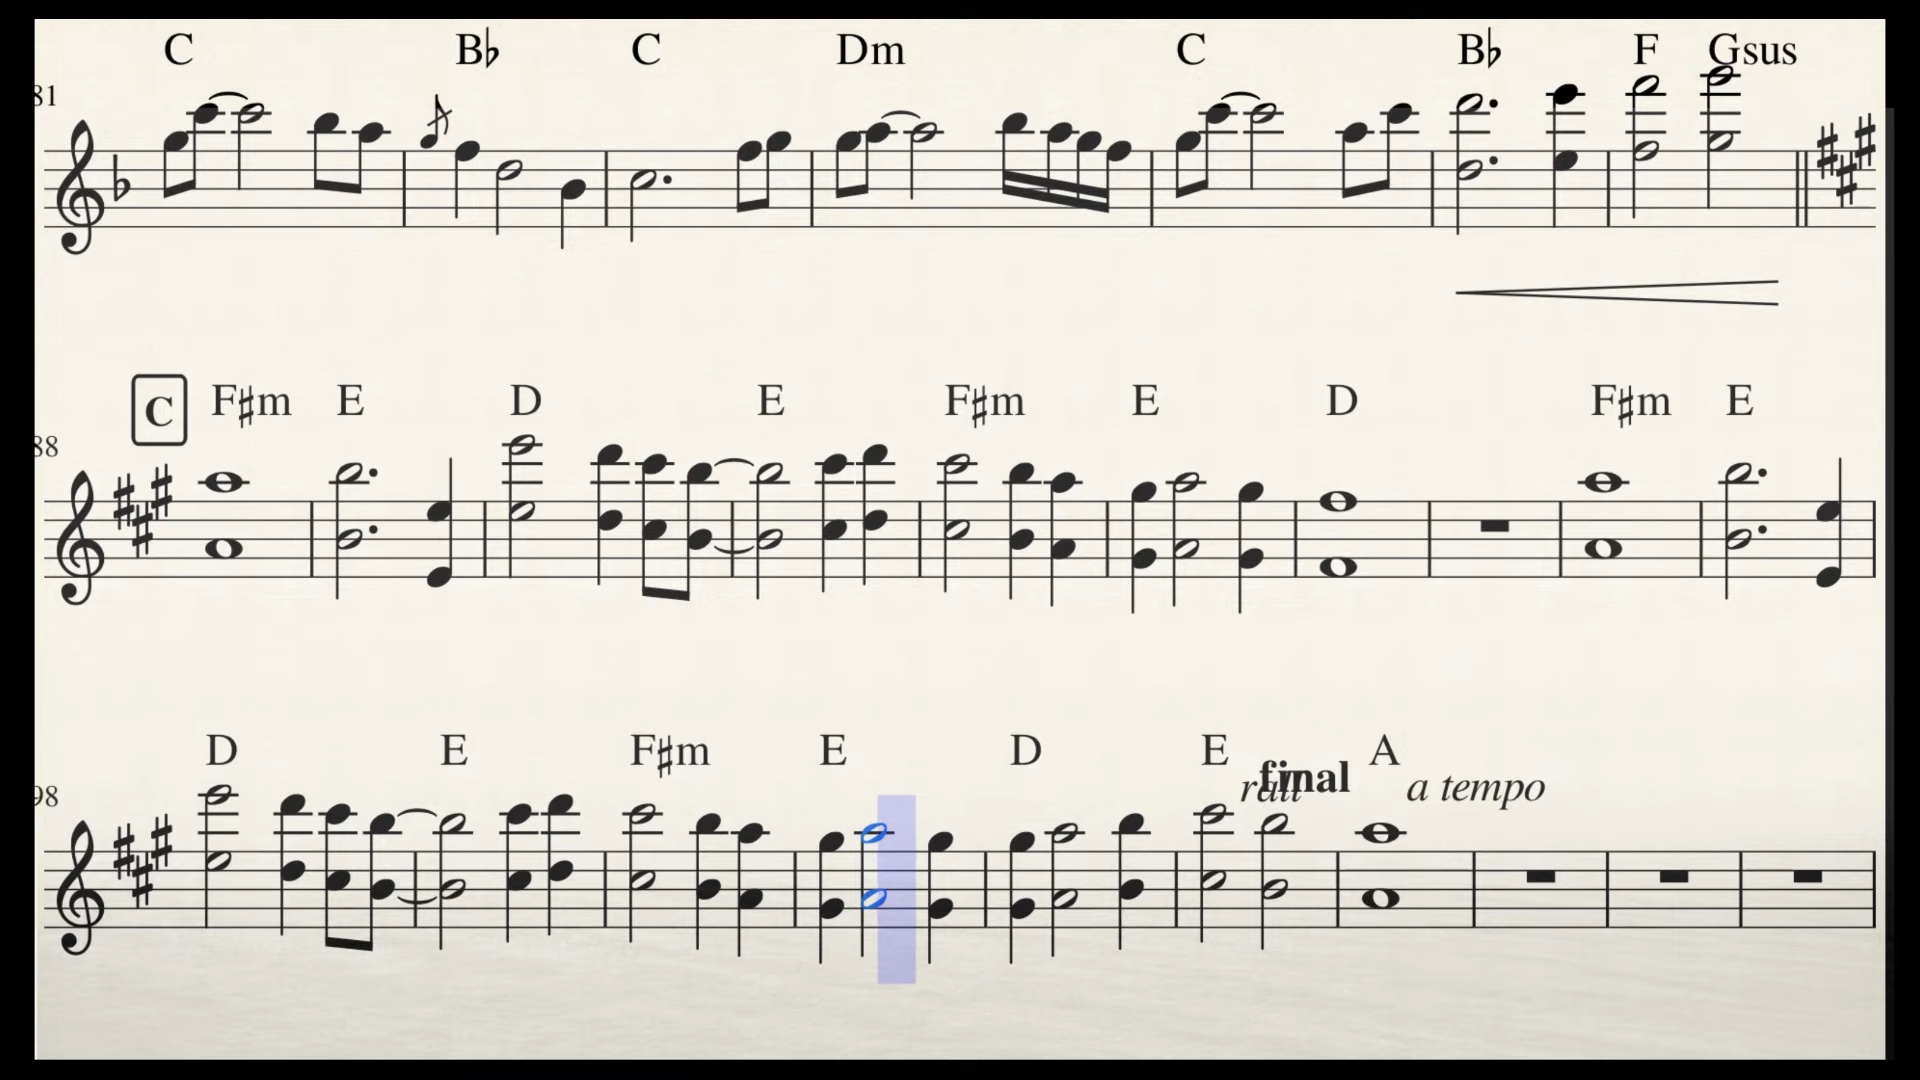 C B♭ C Dm C B♭ F Gsus
81
C F♯m E D E F♯m E D F♯m E
88
D E F♯m E D E rall final A a tempo
98